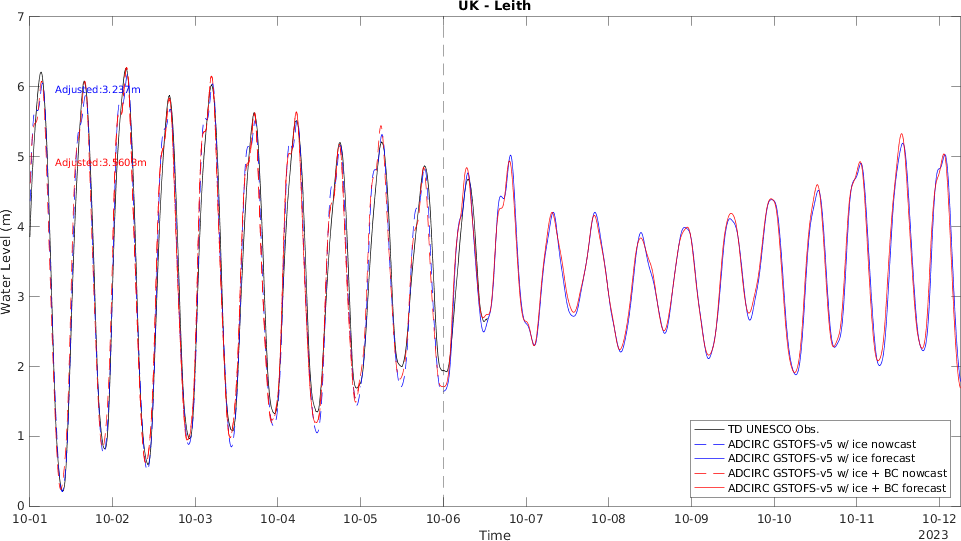 UK - Leith
7
6
5
4
3
2
1
0
Water Level (m)
Adjusted:3.237m
Adjusted:3.5603m
TD UNESCO Obs.
ADCIRC GSTOFS-v5 w/ ice nowcast
ADCIRC GSTOFS-v5 w/ ice forecast
ADCIRC GSTOFS-v5 w/ ice + BC nowcast
ADCIRC GSTOFS-v5 w/ ice + BC forecast
10-01 10-02 10-03 10-04 10-05 10-06 10-07 10-08 10-09 10-10 10-11 10-12
Time
2023